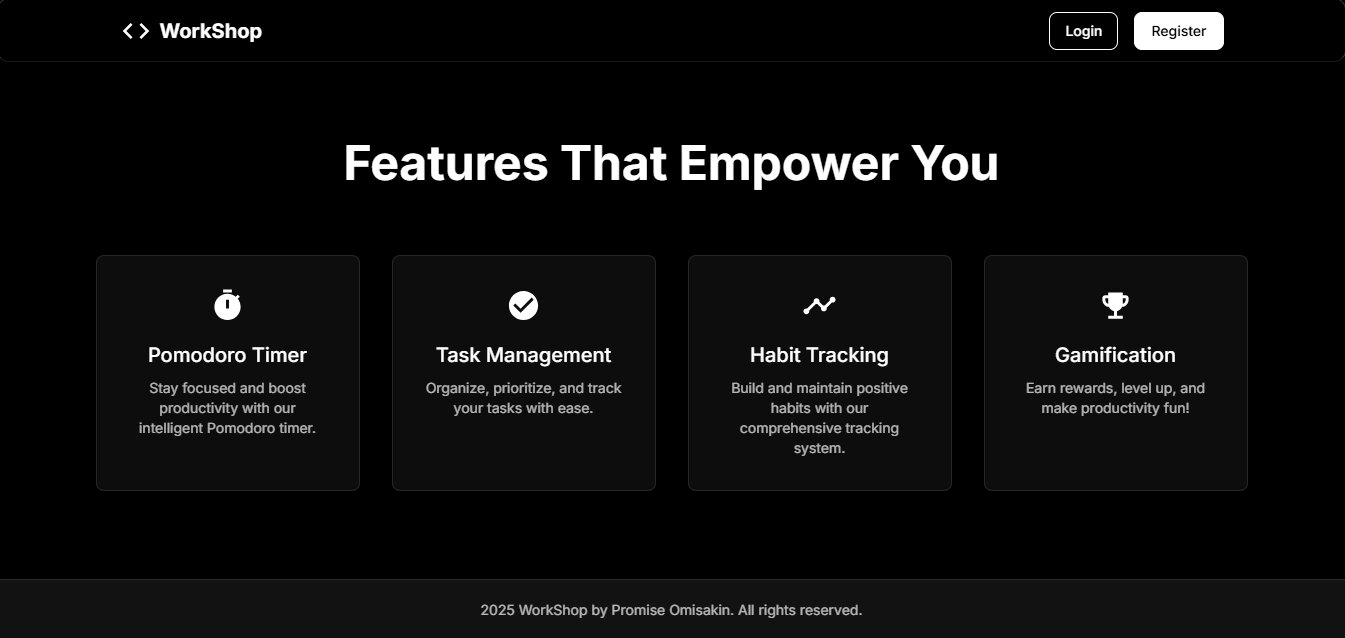 WorkShop
Login
Register
Features That Empower You
Pomodoro Timer
Stay focused and boost
productivity with our
intelligent Pomodoro timer.
Task Management
Organize, prioritize, and track
your tasks with ease.
Habit Tracking
Build and maintain positive
habits with our
comprehensive tracking
system.
Gamification
Earn rewards, level up, and
make productivity fun!
2025 WorkShop by Promise Omisakin. All rights reserved.